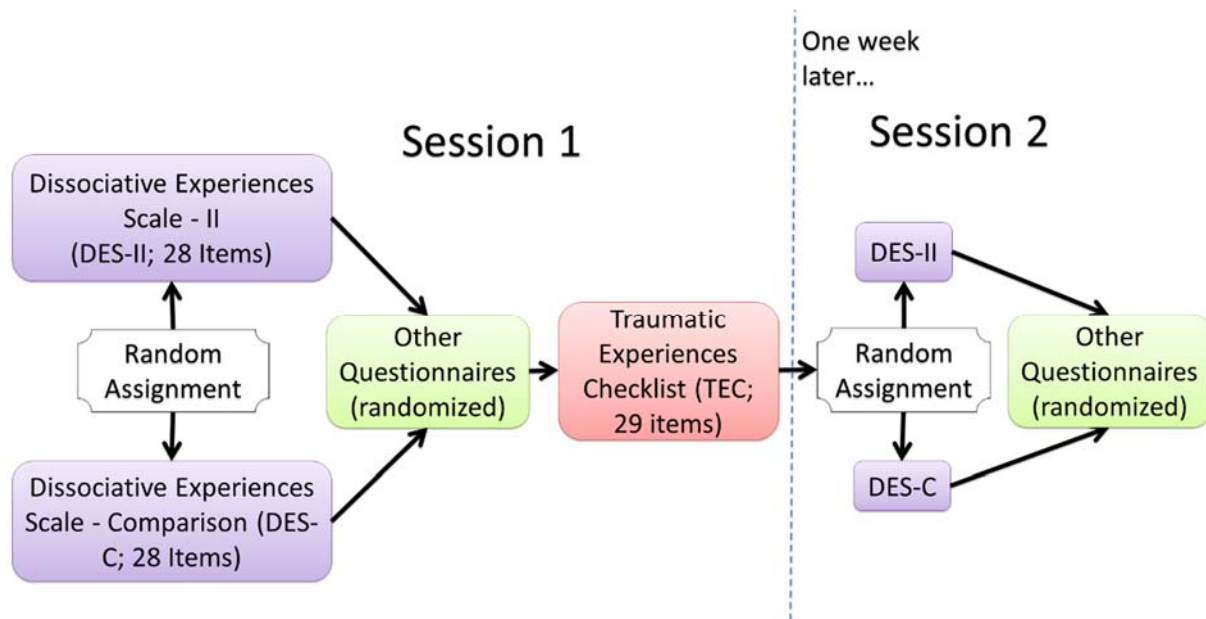 One week
later...
Session 1
Session 2
Dissociative Experiences
Scale - II
(DES-II; 28 Items)
Random
Assignment
Dissociative Experiences
Scale - Comparison (DES-
C; 28 Items)
Other
Questionnaires
(randomized)
Traumatic
Experiences
Checklist (TEC;
29 items)
DES-II
Random
Assignment
DES-C
Other
Questionnaires
(randomized)